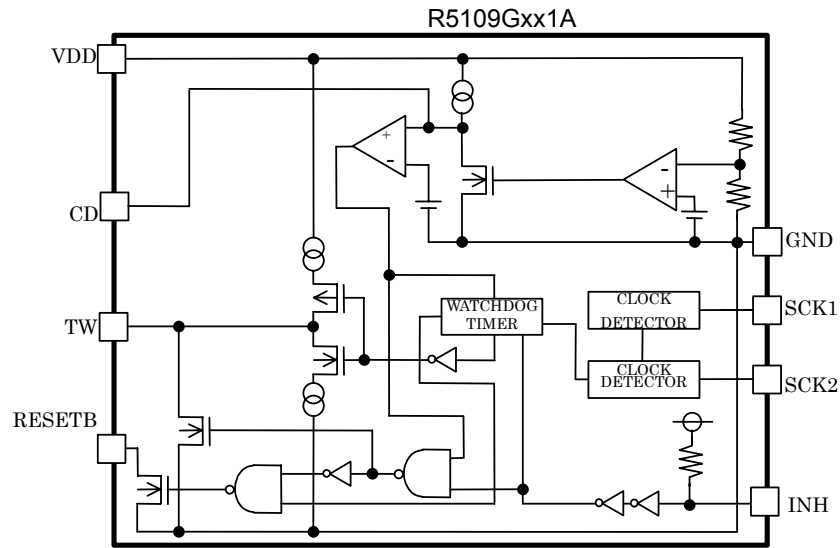 R5109Gxx1A
VDD
CD
TW
RESETB
GND
SCK1
SCK2
INH
WATCHDOG
TIMER
CLOCK
DETECTOR
CLOCK
DETECTOR
+
-
-
+